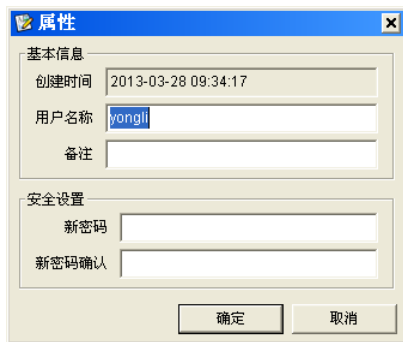 属性
基本信息
创建时间 2013-03-28 09:34:17
用户名称 yongli
备注
安全设置
新密码
新密码确认
确定 取消